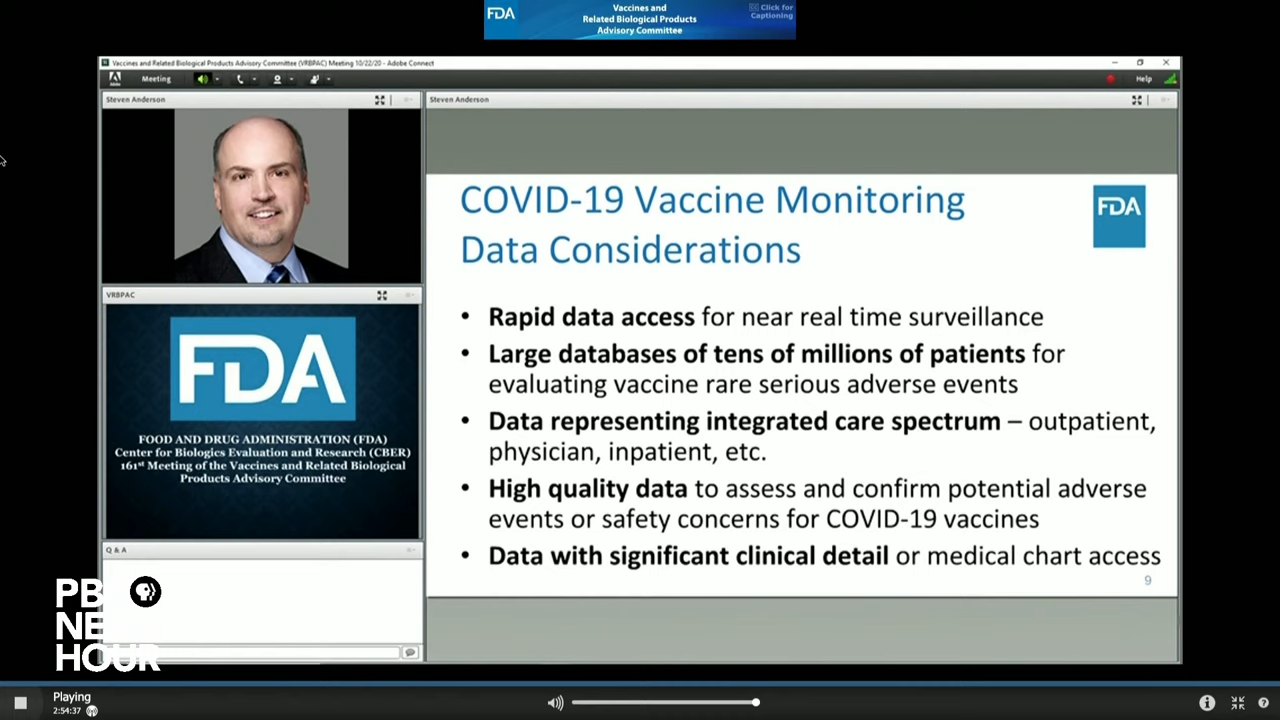 FDA
Vaccines and
Related Biological Products
Advisory Committee
Click for
Captioning
Vaccines and Related Biological Products Advisory Committee (VRBPAC) Meeting 10/22/20 - Adobe Connect
Meeting
Help
Steven Anderson
Steven Anderson
COVID-19 Vaccine Monitoring
Data Considerations
FDA
• Rapid data access for near real time surveillance
• Large databases of tens of millions of patients for
evaluating vaccine rare serious adverse events
• Data representing integrated care spectrum – outpatient,
physician, inpatient, etc.
• High quality data to assess and confirm potential adverse
events or safety concerns for COVID-19 vaccines
• Data with significant clinical detail or medical chart access
9
VRBPAC
FDA
FOOD AND DRUG ADMINISTRATION (FDA)
Center for Biologics Evaluation and Research (CBER)
161st Meeting of the Vaccines and Related Biological
Products Advisory Committee
Q & A
PBS
NEWS
HOUR
Playing
2:54:37